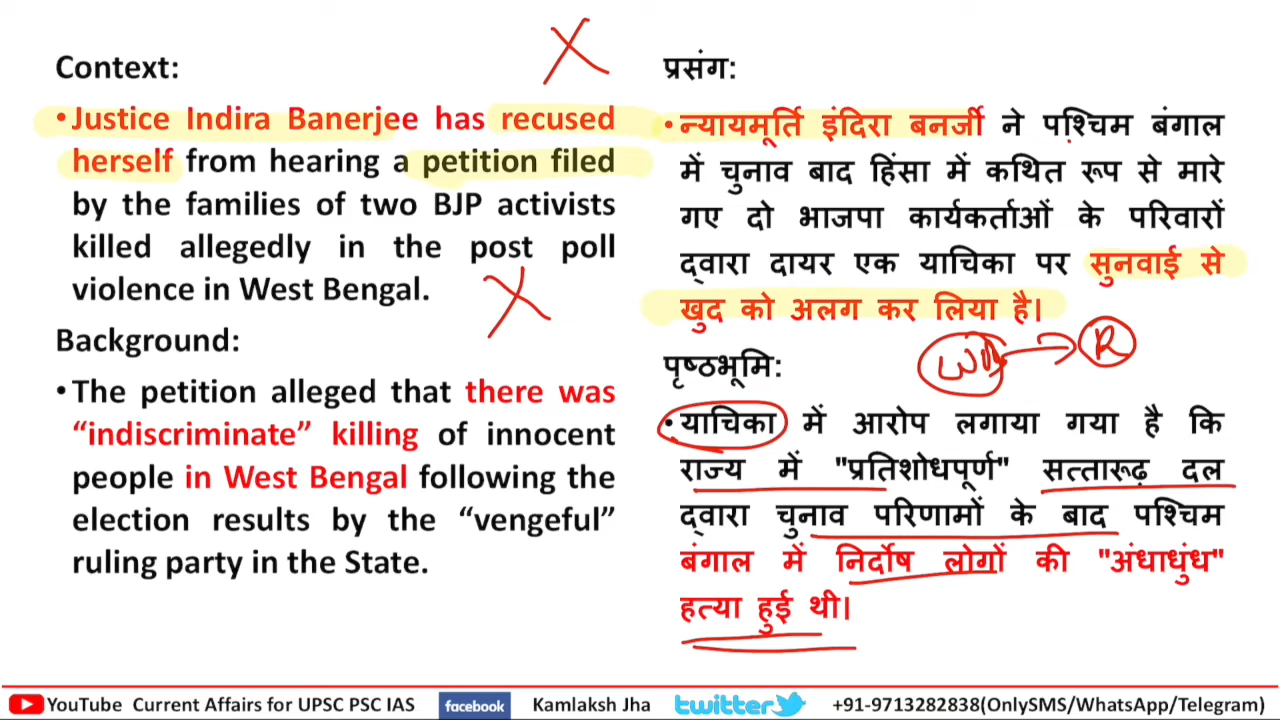 Context:
•Justice Indira Banerjee has recused
herself from hearing a petition filed
by the families of two BJP activists
killed allegedly in the post poll
violence in West Bengal.
Background:
• The petition alleged that there was
“indiscriminate” killing of innocent
people in West Bengal following the
election results by the “vengeful”
ruling party in the State.
प्रसंग:
•न्यायमूर्ति इंदिरा बनर्जी ने पश्चिम बंगाल
में चुनाव बाद हिंसा में कथित रूप से मारे
गए दो भाजपा कार्यकर्ताओं के परिवारों
द्वारा दायर एक याचिका पर सुनवाई से
खुद को अलग कर लिया है।
पृष्ठभूमि:
•याचिका में आरोप लगाया गया है कि
राज्य में "प्रतिशोधपूर्ण" सत्तारूढ़ दल
द्वारा चुनाव परिणामों के बाद पश्चिम
बंगाल में निर्दोष लोगों की "अंधाधुंध"
हत्या हुई थी।
R
YouTube Current Affairs for UPSC PSC IAS facebook Kamlaksh Jha twitter +91-9713282838(OnlySMS/WhatsApp/Telegram)